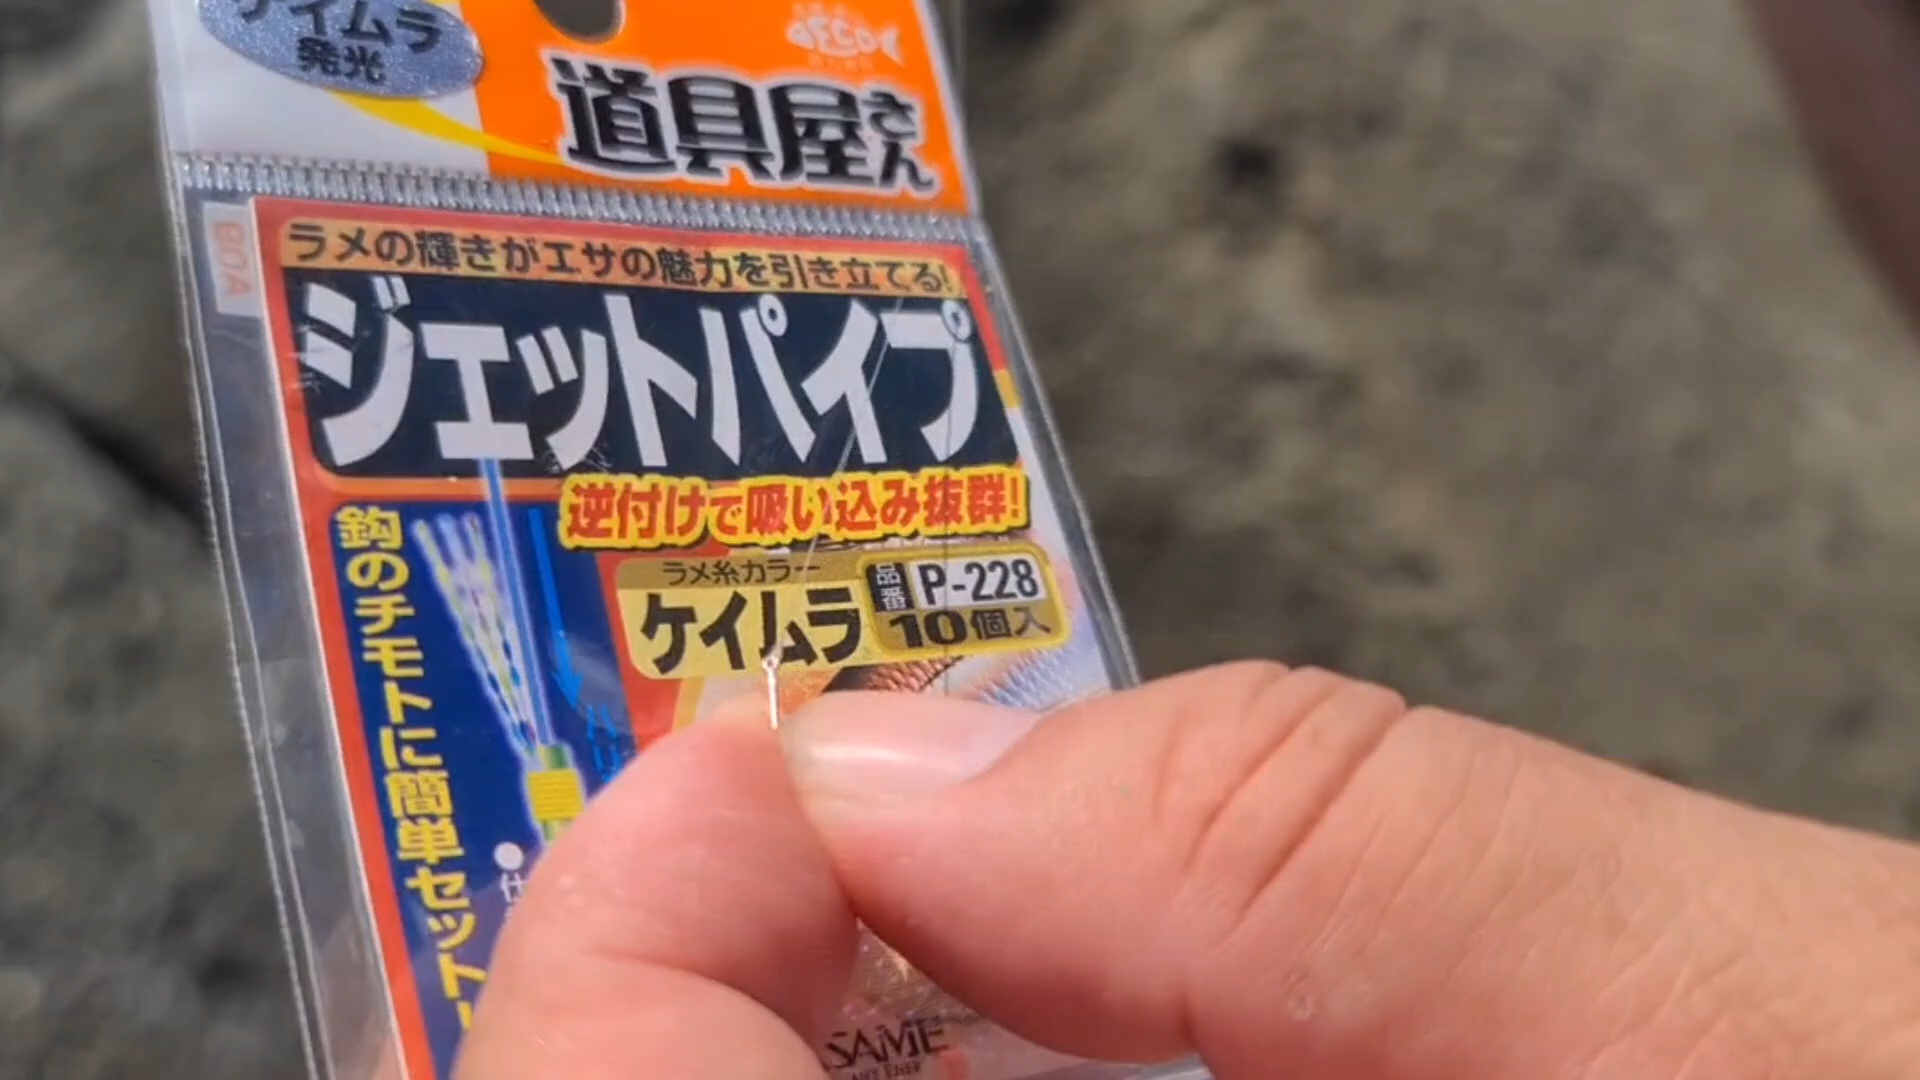 ケイムラ
発光
ECO
道具屋さん
80A
ラメの輝きがエサの魅力を引き立てる!
ジェットパイプ
逆付けで吸い込み抜群!
ラメ糸カラー
ケイムラ
品番 P-228
10個入
鈎のチモトに簡単セット!
SAME